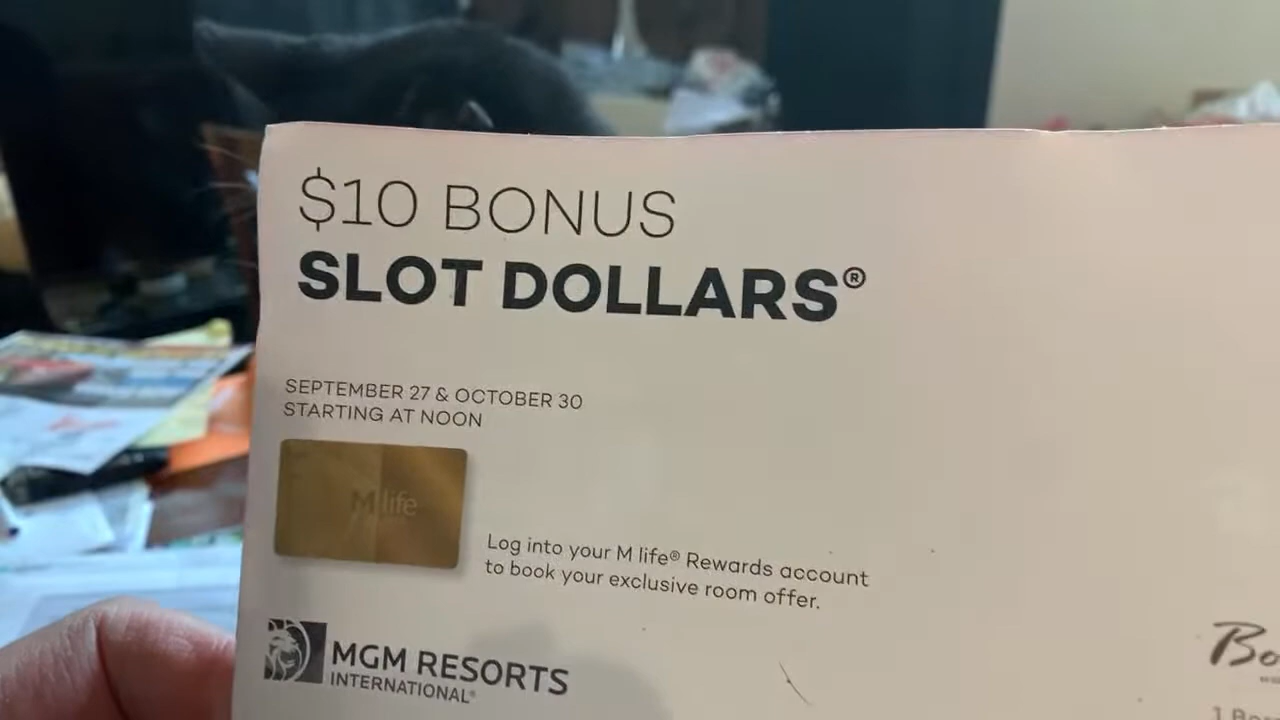 $10 BONUS
SLOT DOLLARS®
SEPTEMBER 27 & OCTOBER 30
STARTING AT NOON
M life
Log into your M life® Rewards account
to book your exclusive room offer.
MGM RESORTS
INTERNATIONAL®
Bo